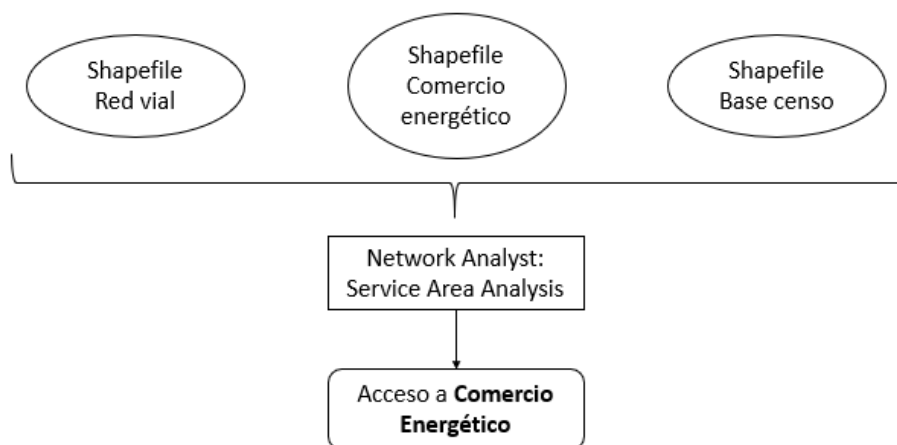 Shapefile
Red vial
Shapefile
Comercio
energético
Shapefile
Base censo
Network Analyst:
Service Area Analysis
Acceso a Comercio
Energético